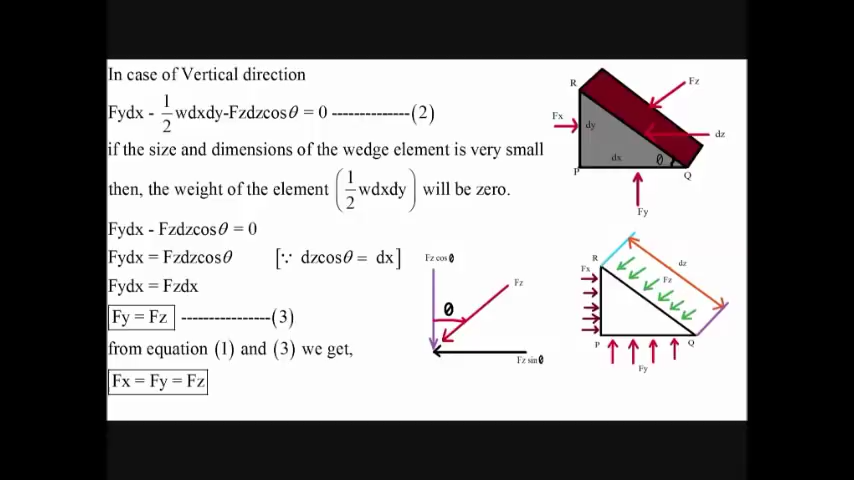 In case of Vertical direction
Fydx - 1/2 wdxdy-Fzdzcosθ = 0 --------------(2)
if the size and dimensions of the wedge element is very small
then, the weight of the element (1/2 wdxdy) will be zero.
Fydx - Fzdzcosθ = 0
Fydx = Fzdzcosθ [∵ dzcosθ = dx]
Fydx = Fzdx
Fy = Fz ----------------(3)
from equation (1) and (3) we get,
Fx = Fy = Fz
R
Fz
Fx
dy
dz
dx
θ
P
Q
Fy
Fz cosθ
Fz
θ
Fz sinθ
R
dz
Fx
Fz
P
Q
Fy